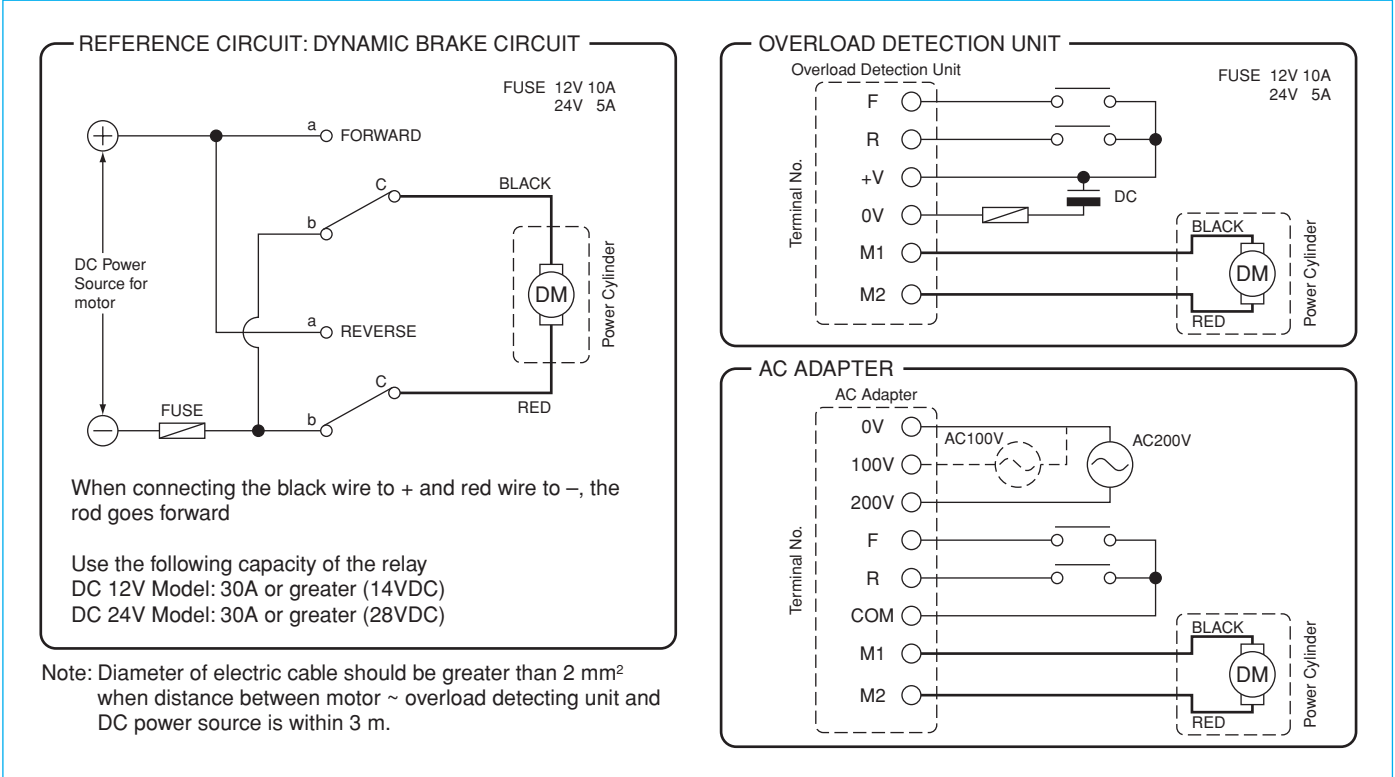 REFERENCE CIRCUIT: DYNAMIC BRAKE CIRCUIT
FUSE 12V 10A
24V 5A
a
FORWARD
C
BLACK
b
DC Power
Source for
motor
DM
Power Cylinder
a
REVERSE
C
RED
FUSE
b
When connecting the black wire to + and red wire to –, the
rod goes forward
Use the following capacity of the relay
DC 12V Model: 30A or greater (14VDC)
DC 24V Model: 30A or greater (28VDC)
Note: Diameter of electric cable should be greater than 2 mm²
when distance between motor ~ overload detecting unit and
DC power source is within 3 m.
OVERLOAD DETECTION UNIT
Overload Detection Unit
FUSE 12V 10A
24V 5A
Terminal No.
F
R
+V
0V
M1
M2
DC
BLACK
DM
RED
Power Cylinder
AC ADAPTER
AC Adapter
Terminal No.
0V
100V
200V
F
R
COM
M1
M2
AC100V
AC200V
BLACK
DM
RED
Power Cylinder